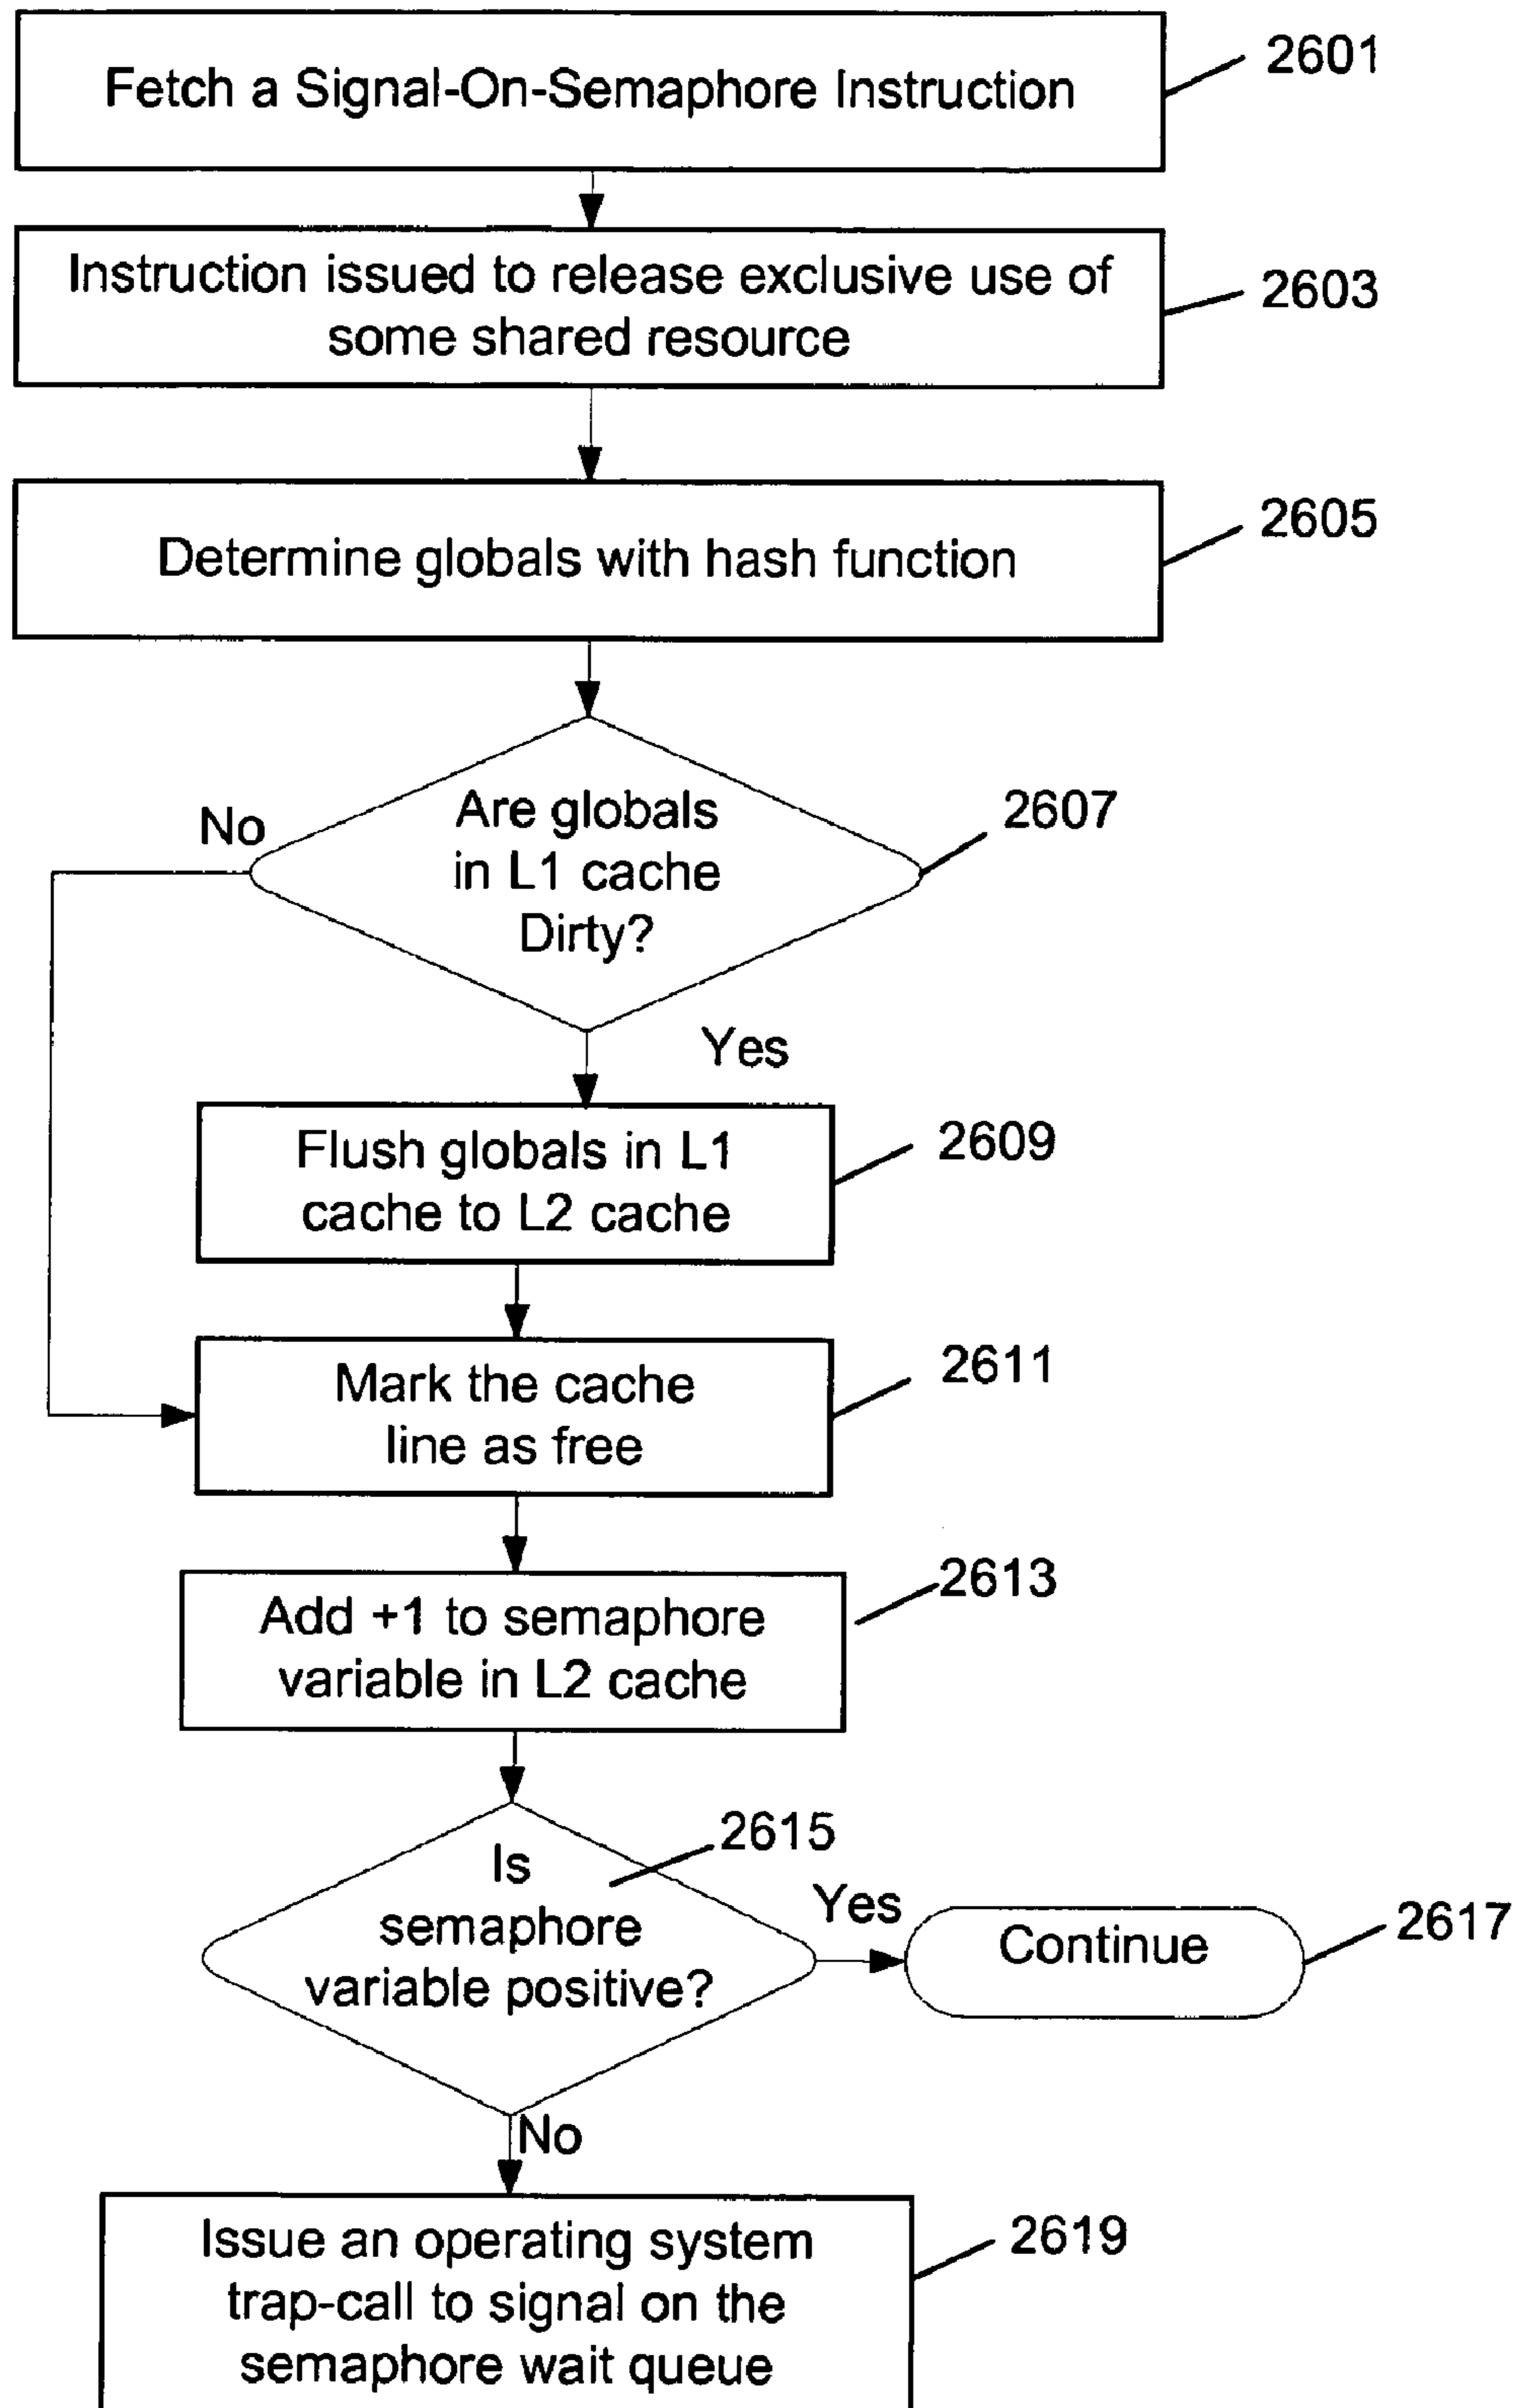 Fetch a Signal-On-Semaphore Instruction
2601
Instruction issued to release exclusive use of
some shared resource
2603
Determine globals with hash function
2605
Are globals
in L1 cache
Dirty?
2607
No
Yes
Flush globals in L1
cache to L2 cache
2609
Mark the cache
line as free
2611
Add +1 to semaphore
variable in L2 cache
2613
Is
semaphore
variable positive?
2615
Yes
Continue
2617
No
Issue an operating system
trap-call to signal on the
semaphore wait queue
2619